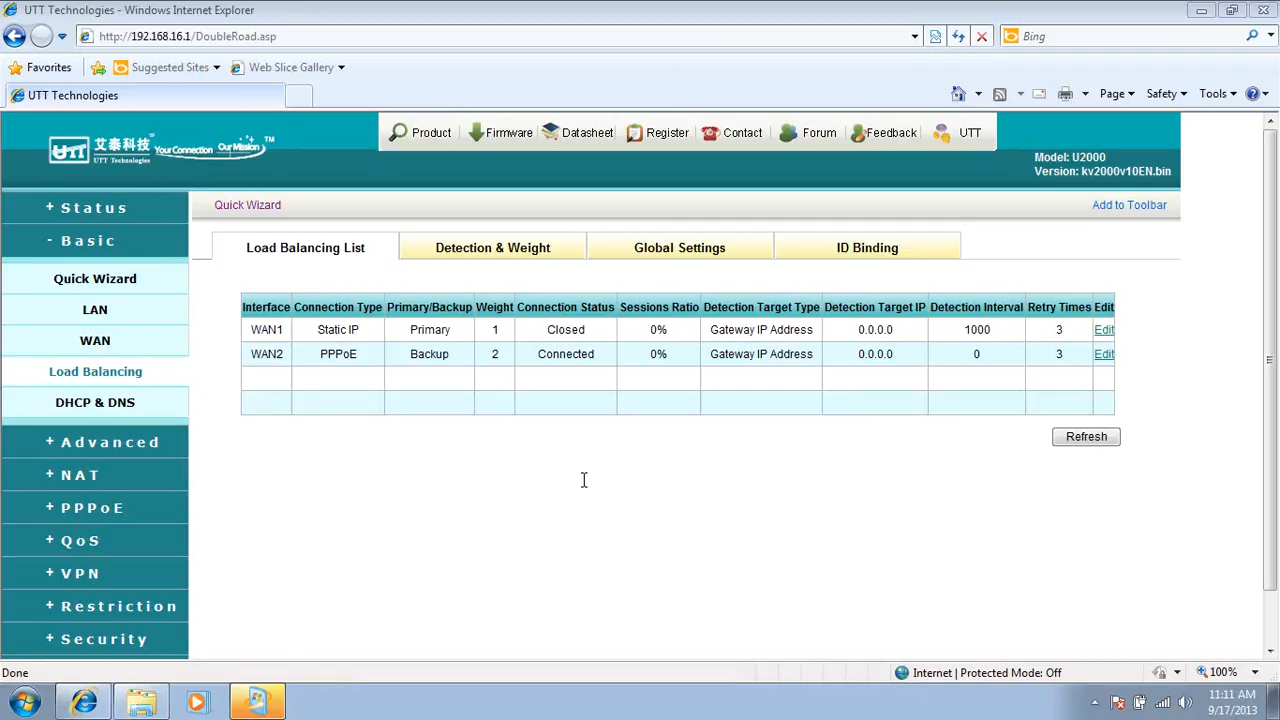 UTT Technologies - Windows Internet Explorer
http://192.168.16.1/DoubleRoad.asp
Bing
Favorites
Suggested Sites
Web Slice Gallery
UTT Technologies
Page
Safety
Tools
UTT 艾泰科技 Your Connection Our Mission ™
UTT Technologies
Product
Firmware
Datasheet
Register
Contact
Forum
Feedback
UTT
Model: U2000
Version: kv2000v10EN.bin
+ Status
- Basic
Quick Wizard
LAN
WAN
Load Balancing
DHCP & DNS
+ Advanced
+ NAT
+ PPPoE
+ QoS
+ VPN
+ Restriction
+ Security
Quick Wizard
Add to Toolbar
Load Balancing List
Detection & Weight
Global Settings
ID Binding
Interface Connection Type Primary/Backup Weight Connection Status Sessions Ratio Detection Target Type Detection Target IP Detection Interval Retry Times Edit
WAN1 Static IP Primary 1 Closed 0% Gateway IP Address 0.0.0.0 1000 3 Edit
WAN2 PPPoE Backup 2 Connected 0% Gateway IP Address 0.0.0.0 0 3 Edit
Refresh
Done
Internet | Protected Mode: Off
100%
11:11 AM
9/17/2013